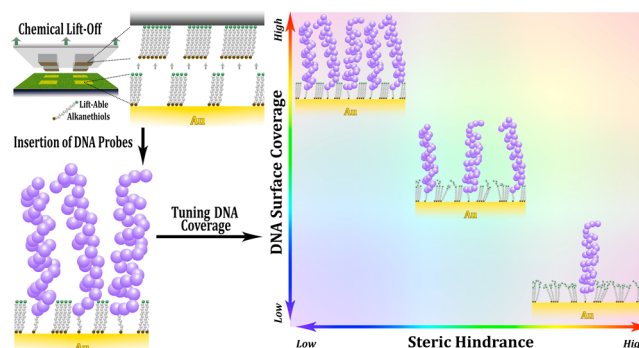 Chemical Lift-Off
Lift-Able
Alkanethiols
Au
Insertion of DNA Probes
Tuning DNA
Coverage
Au
DNA Surface Coverage
High
Low
Au
Au
Au
Low
Steric Hindrance